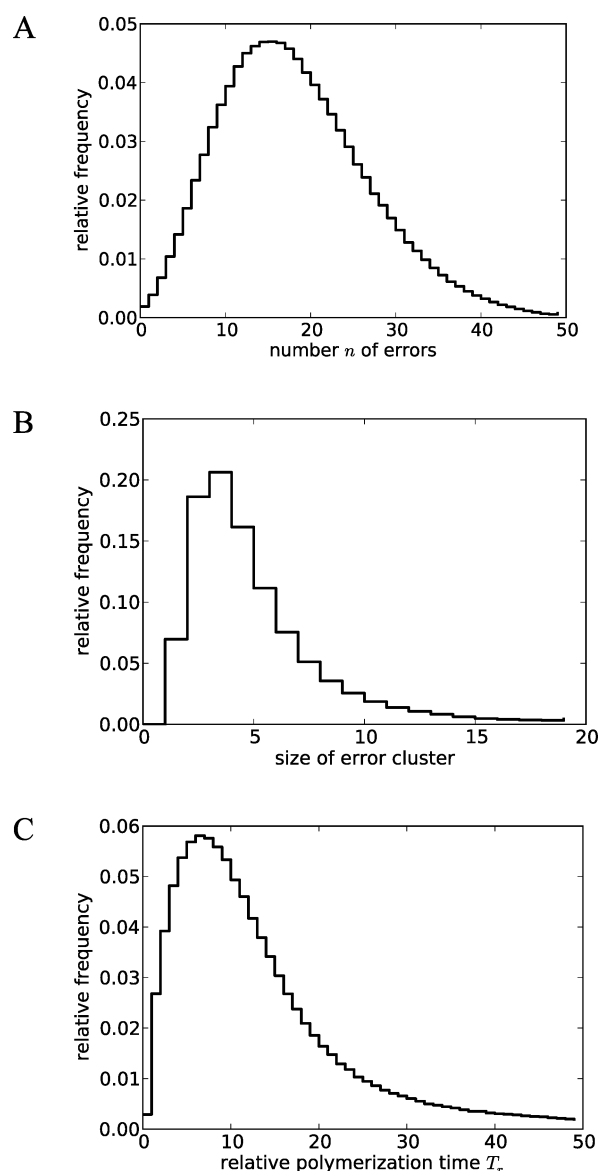 A
0.05
0.04
0.03
0.02
0.01
0.00
relative frequency
0 10 20 30 40 50
number n of errors
B
0.25
0.20
0.15
0.10
0.05
0.00
relative frequency
0 5 10 15 20
size of error cluster
C
0.06
0.05
0.04
0.03
0.02
0.01
0.00
relative frequency
0 10 20 30 40 50
relative polymerization time Tr